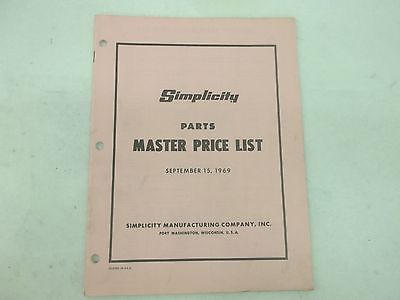 Simplicity
PARTS
MASTER PRICE LIST
SEPTEMBER 15, 1969
SIMPLICITY MANUFACTURING COMPANY, INC.
PORT WASHINGTON, WISCONSIN, U.S.A.